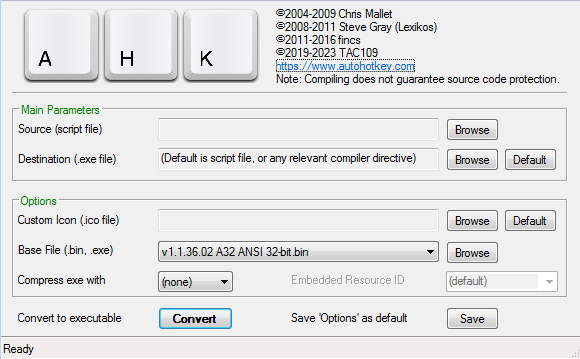 A H K
©2004-2009 Chris Mallet
©2008-2011 Steve Gray (Lexikos)
©2011-2016 fincs
©2019-2023 TAC109
https://www.autohotkey.com
Note: Compiling does not guarantee source code protection.
Main Parameters
Source (script file) Browse
Destination (.exe file) (Default is script file, or any relevant compiler directive) Browse Default
Options
Custom Icon (.ico file) Browse Default
Base File (.bin, .exe) v1.1.36.02 A32 ANSI 32-bit.bin Browse
Compress exe with (none) Embedded Resource ID (default)
Convert to executable Convert Save 'Options' as default Save
Ready